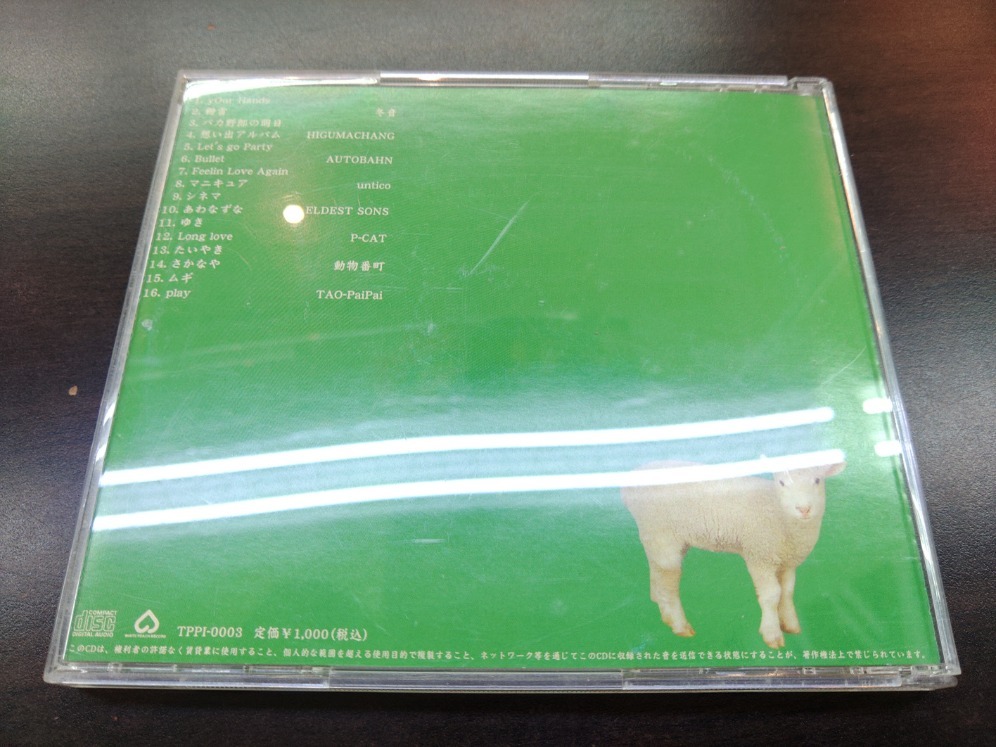 1. yOur Hands
2. 鈴音 冬音
3. バカ野郎の明日
4. 想い出アルバム HIGUMACHANG
5. Let's go Party
6. Bullet AUTOBAHN
7. Feelin Love Again
8. マニキュア untico
9. シネマ
10. あわなずな ELDEST SONS
11. ゆき
12. Long love P-CAT
13. たいやき
14. さかなや 動物番町
15. ムギ
16. play TAO-PaiPai
COMPACT disc DIGITAL AUDIO
TPPI-0003 定価¥1,000(税込)
このCDは、権利者の許諾なく賃貸業に使用すること、個人的な範囲を超える使用目的で複製すること、ネットワーク等を通じてこのCDに収録された音を送信できる状態にすることが、著作権法上で禁じられています。